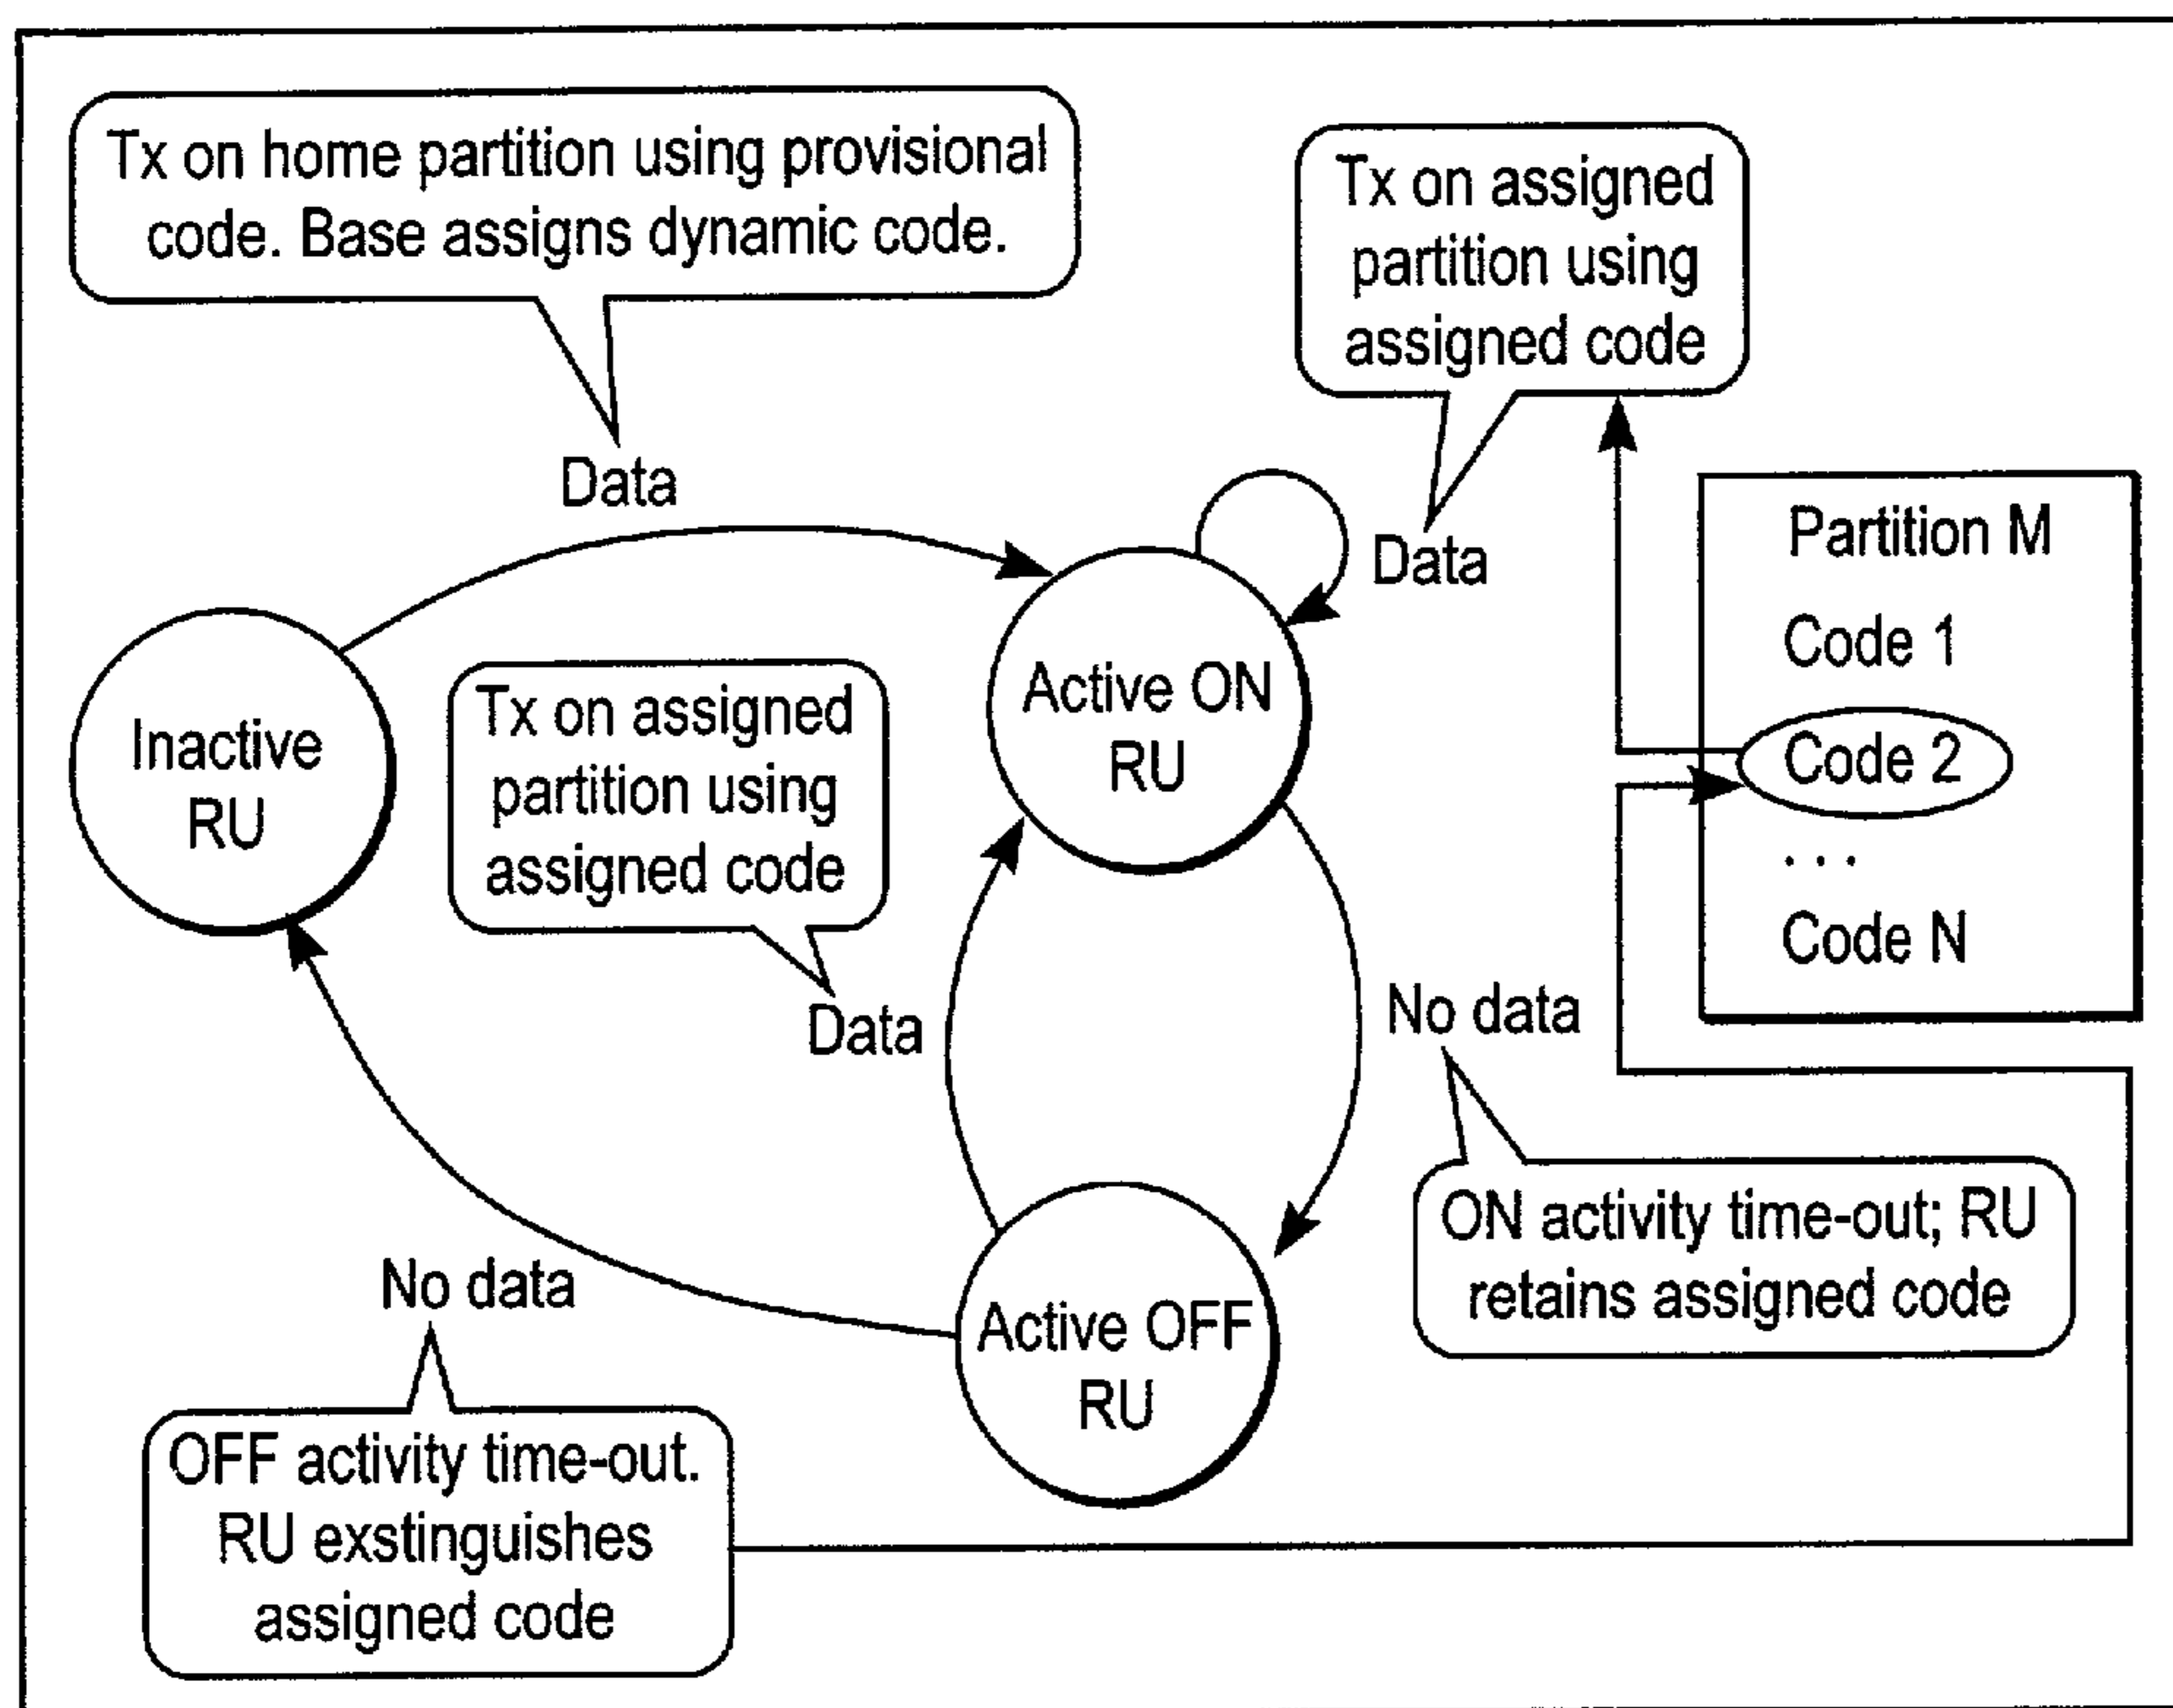 Tx on home partition using provisional
code. Base assigns dynamic code.
Data
Tx on assigned
partition using
assigned code
Data
Partition M
Code 1
Code 2
...
Code N
Inactive
RU
Tx on assigned
partition using
assigned code
Data
Active ON
RU
No data
ON activity time-out; RU
retains assigned code
Active OFF
RU
No data
OFF activity time-out.
RU exstinguishes
assigned code